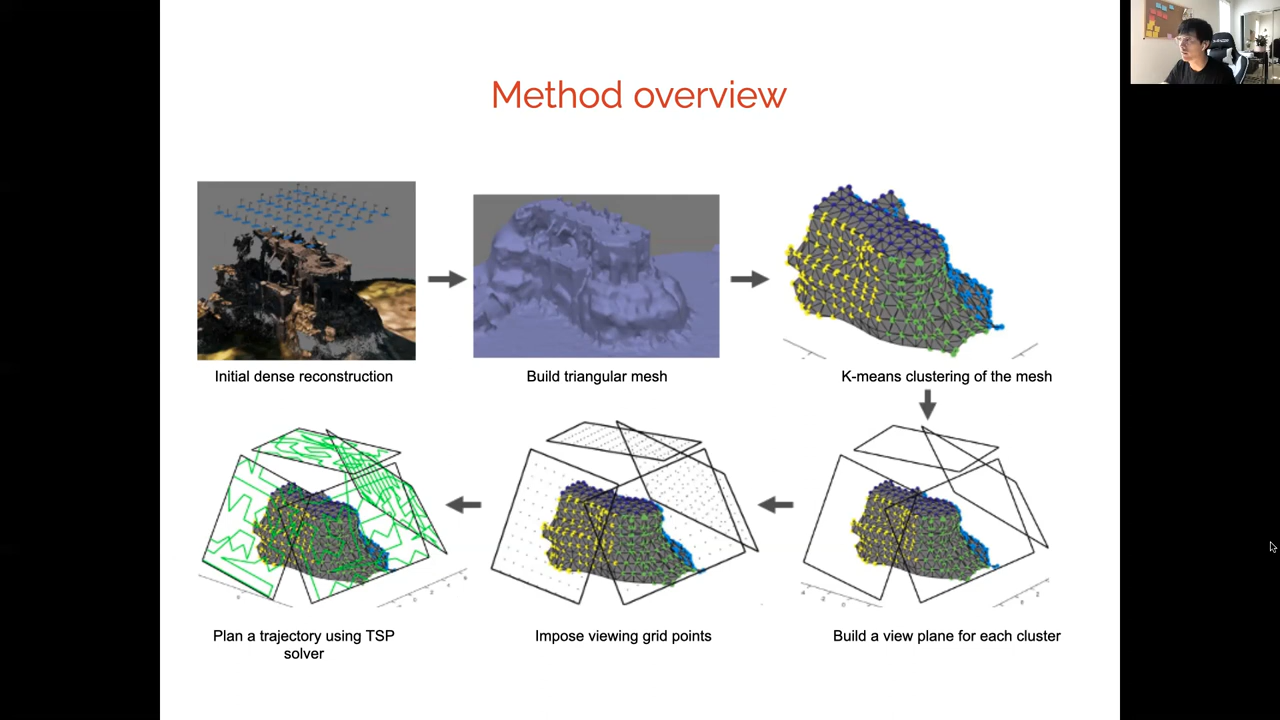 Method overview
Initial dense reconstruction
Build triangular mesh
K-means clustering of the mesh
Plan a trajectory using TSP
solver
Impose viewing grid points
Build a view plane for each cluster